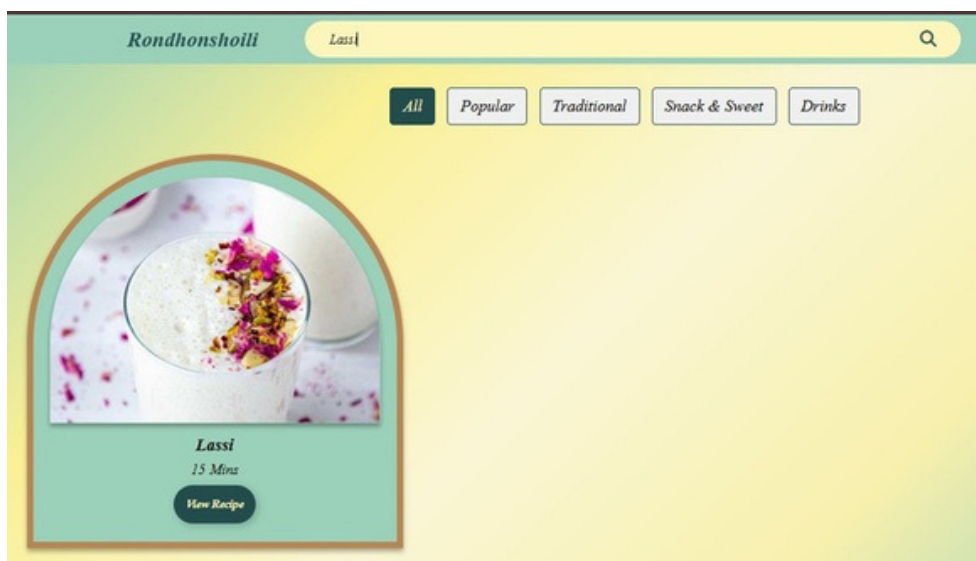 Rondhonshoili
Lassi
All Popular Traditional Snack & Sweet Drinks
Lassi
15 Mins
View Recipe